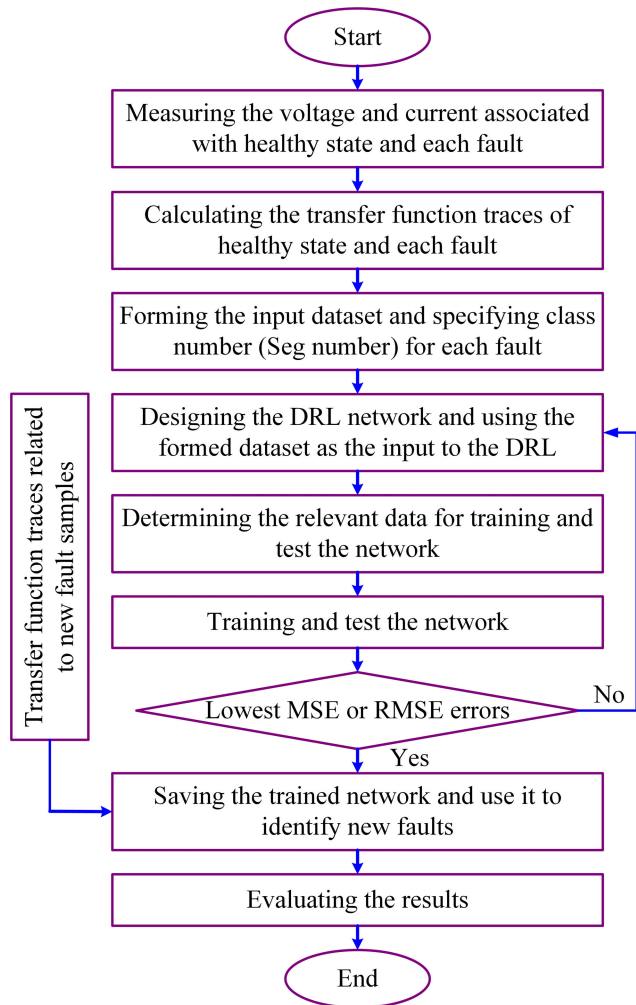 Start
Measuring the voltage and current associated
with healthy state and each fault
Calculating the transfer function traces of
healthy state and each fault
Forming the input dataset and specifying class
number (Seg number) for each fault
Designing the DRL network and using the
formed dataset as the input to the DRL
Determining the relevant data for training and
test the network
Training and test the network
Lowest MSE or RMSE errors
No
Yes
Transfer function traces related
to new fault samples
Saving the trained network and use it to
identify new faults
Evaluating the results
End